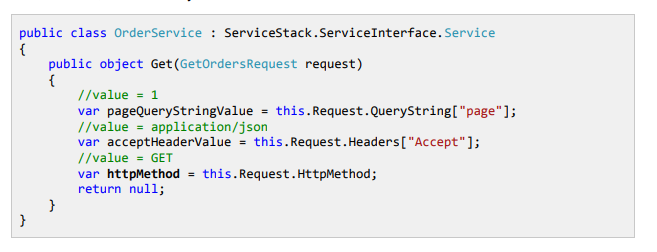 public class OrderService : ServiceStack.ServiceInterface.Service
{
    public object Get(GetOrdersRequest request)
    {
        //value = 1
        var pageQueryStringValue = this.Request.QueryString["page"];
        //value = application/json
        var acceptHeaderValue = this.Request.Headers["Accept"];
        //value = GET
        var httpMethod = this.Request.HttpMethod;
        return null;
    }
}